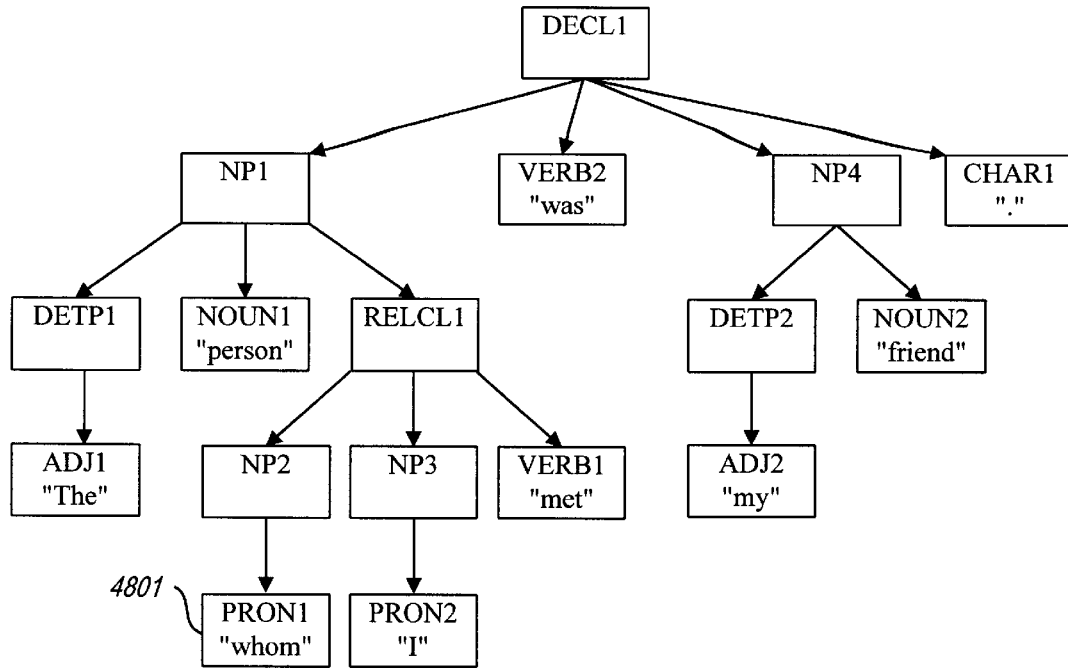 DECL1
NP1
VERB2
"was"
NP4
CHAR1
"."
DETP1
NOUN1
"person"
RELCL1
DETP2
NOUN2
"friend"
ADJ1
"The"
NP2
NP3
VERB1
"met"
ADJ2
"my"
4801
PRON1
"whom"
PRON2
"I"